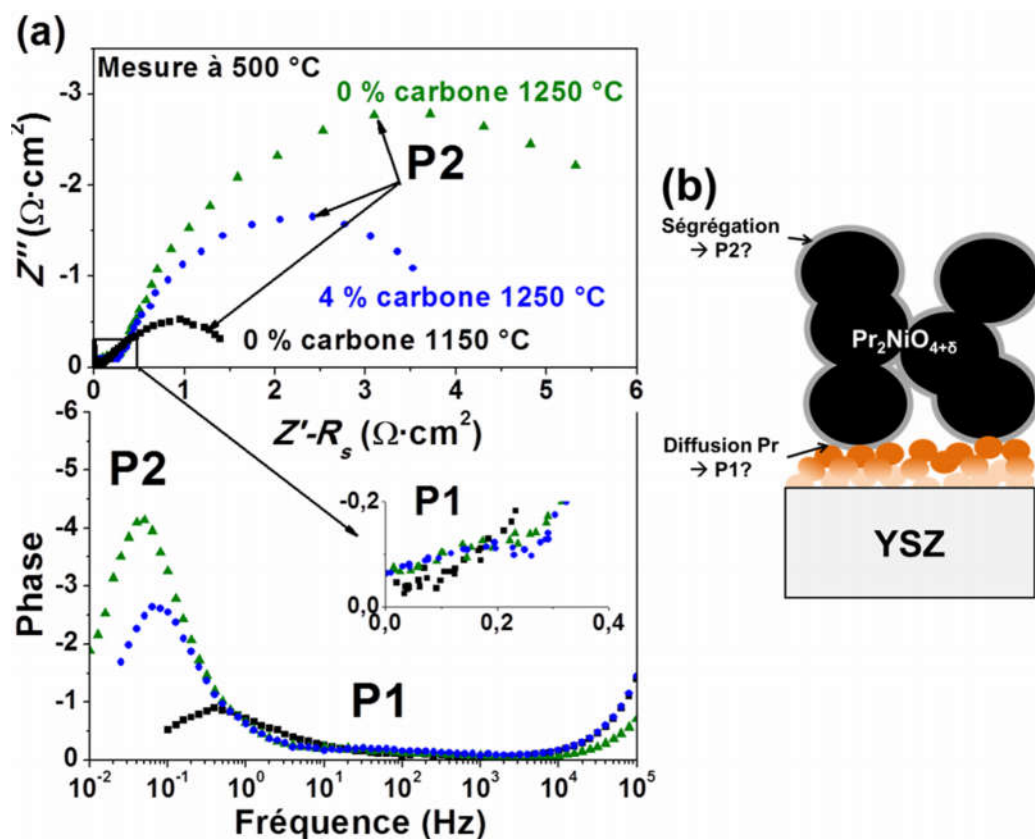 (a)
-3
-2
-1
0
Z'' (Ω·cm²)
Mesure à 500 °C
0 % carbone 1250 °C
P2
4 % carbone 1250 °C
0 % carbone 1150 °C
0 1 2 3 4 5 6
Z'-Rs (Ω·cm²)
-6
-5
-4
-3
-2
-1
0
Phase
P2
P1
-0,2
0,0
0,0 0,2 0,4
P1
10⁻² 10⁻¹ 10⁰ 10¹ 10² 10³ 10⁴ 10⁵
Fréquence (Hz)
(b)
Ségrégation
→ P2?
Pr₂NiO₄₊δ
Diffusion Pr
→ P1?
YSZ